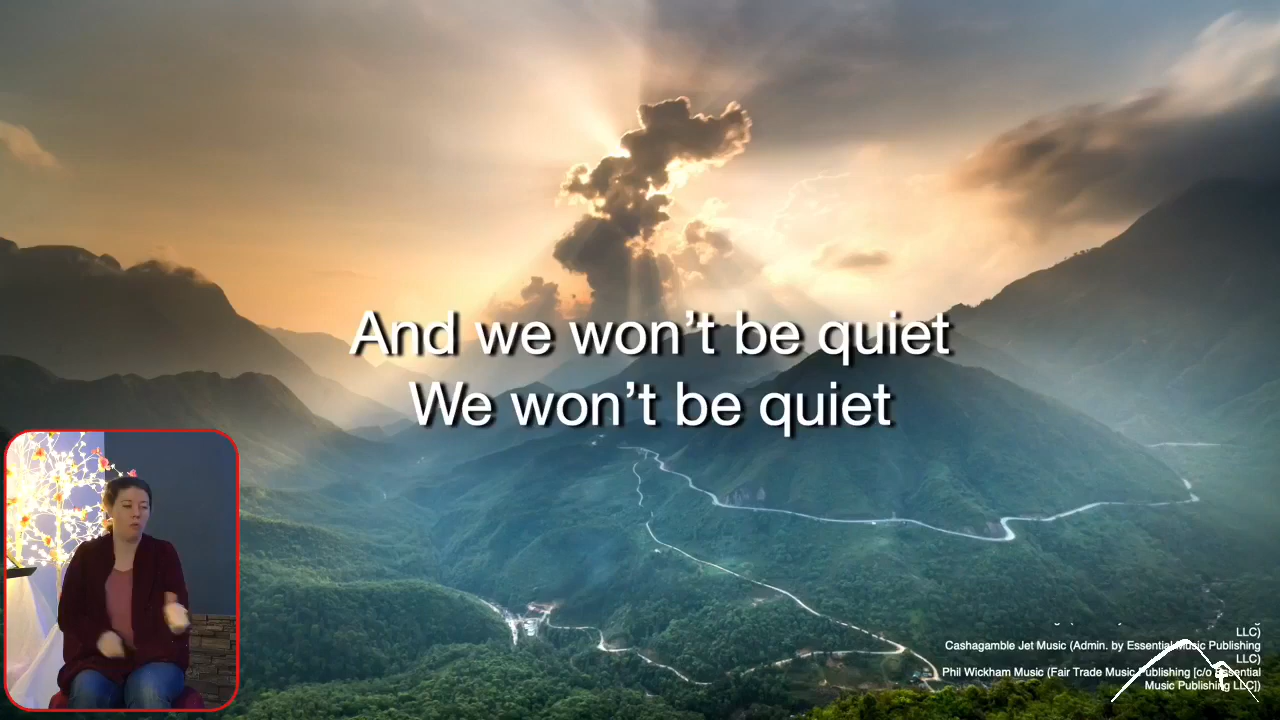 And we won’t be quiet
We won’t be quiet
LLC)
Cashagamble Jet Music (Admin. by Essential Music Publishing
LLC)
Phil Wickham Music (Fair Trade Music Publishing [c/o Essential
Music Publishing LLC])